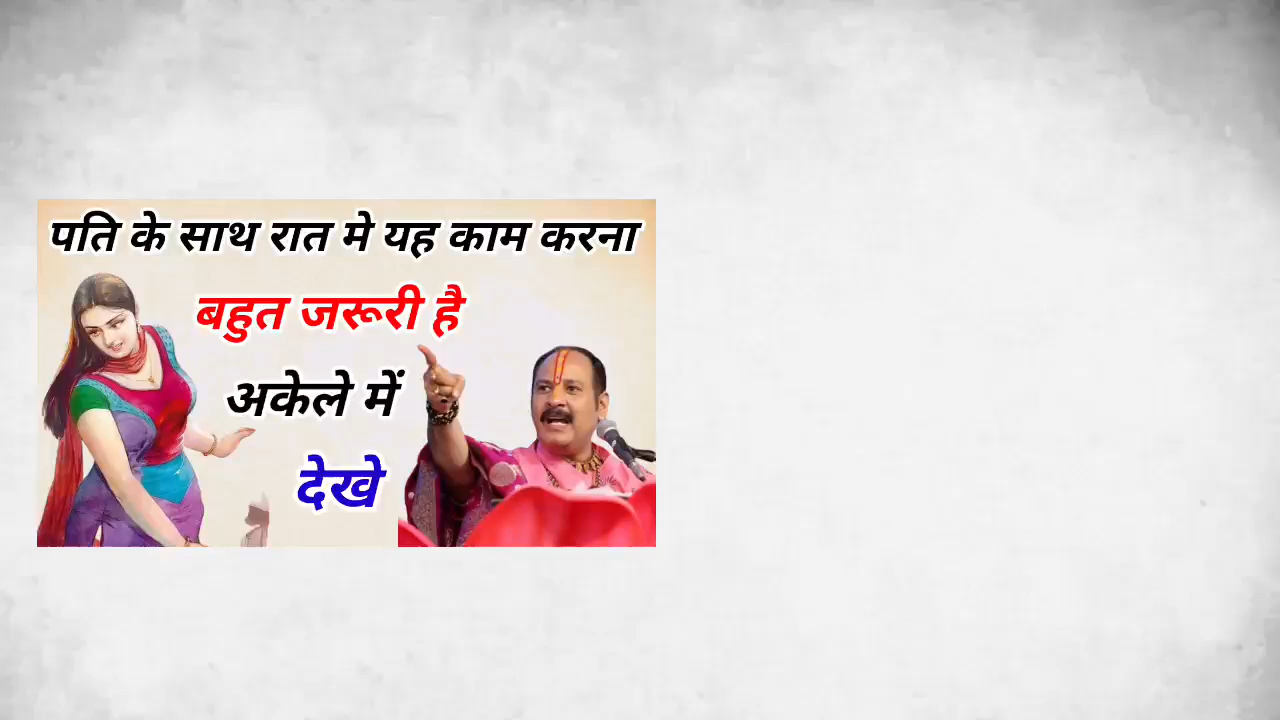 पति के साथ रात मे यह काम करना
बहुत जरूरी है
अकेले में
देखे